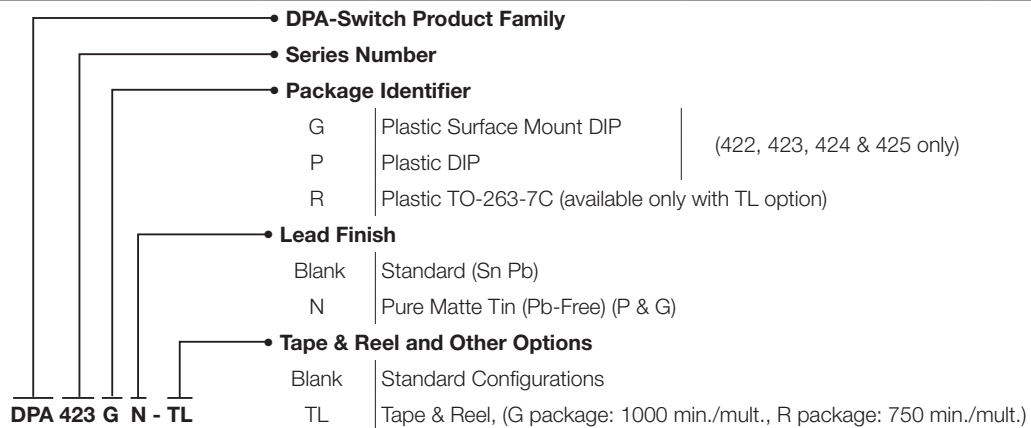 DPA-Switch Product Family
Series Number
Package Identifier
G Plastic Surface Mount DIP
(422, 423, 424 & 425 only)
P Plastic DIP
R Plastic TO-263-7C (available only with TL option)
Lead Finish
Blank Standard (Sn Pb)
N Pure Matte Tin (Pb-Free) (P & G)
Tape & Reel and Other Options
Blank Standard Configurations
DPA 423 G N - TL
TL Tape & Reel, (G package: 1000 min./mult., R package: 750 min./mult.)